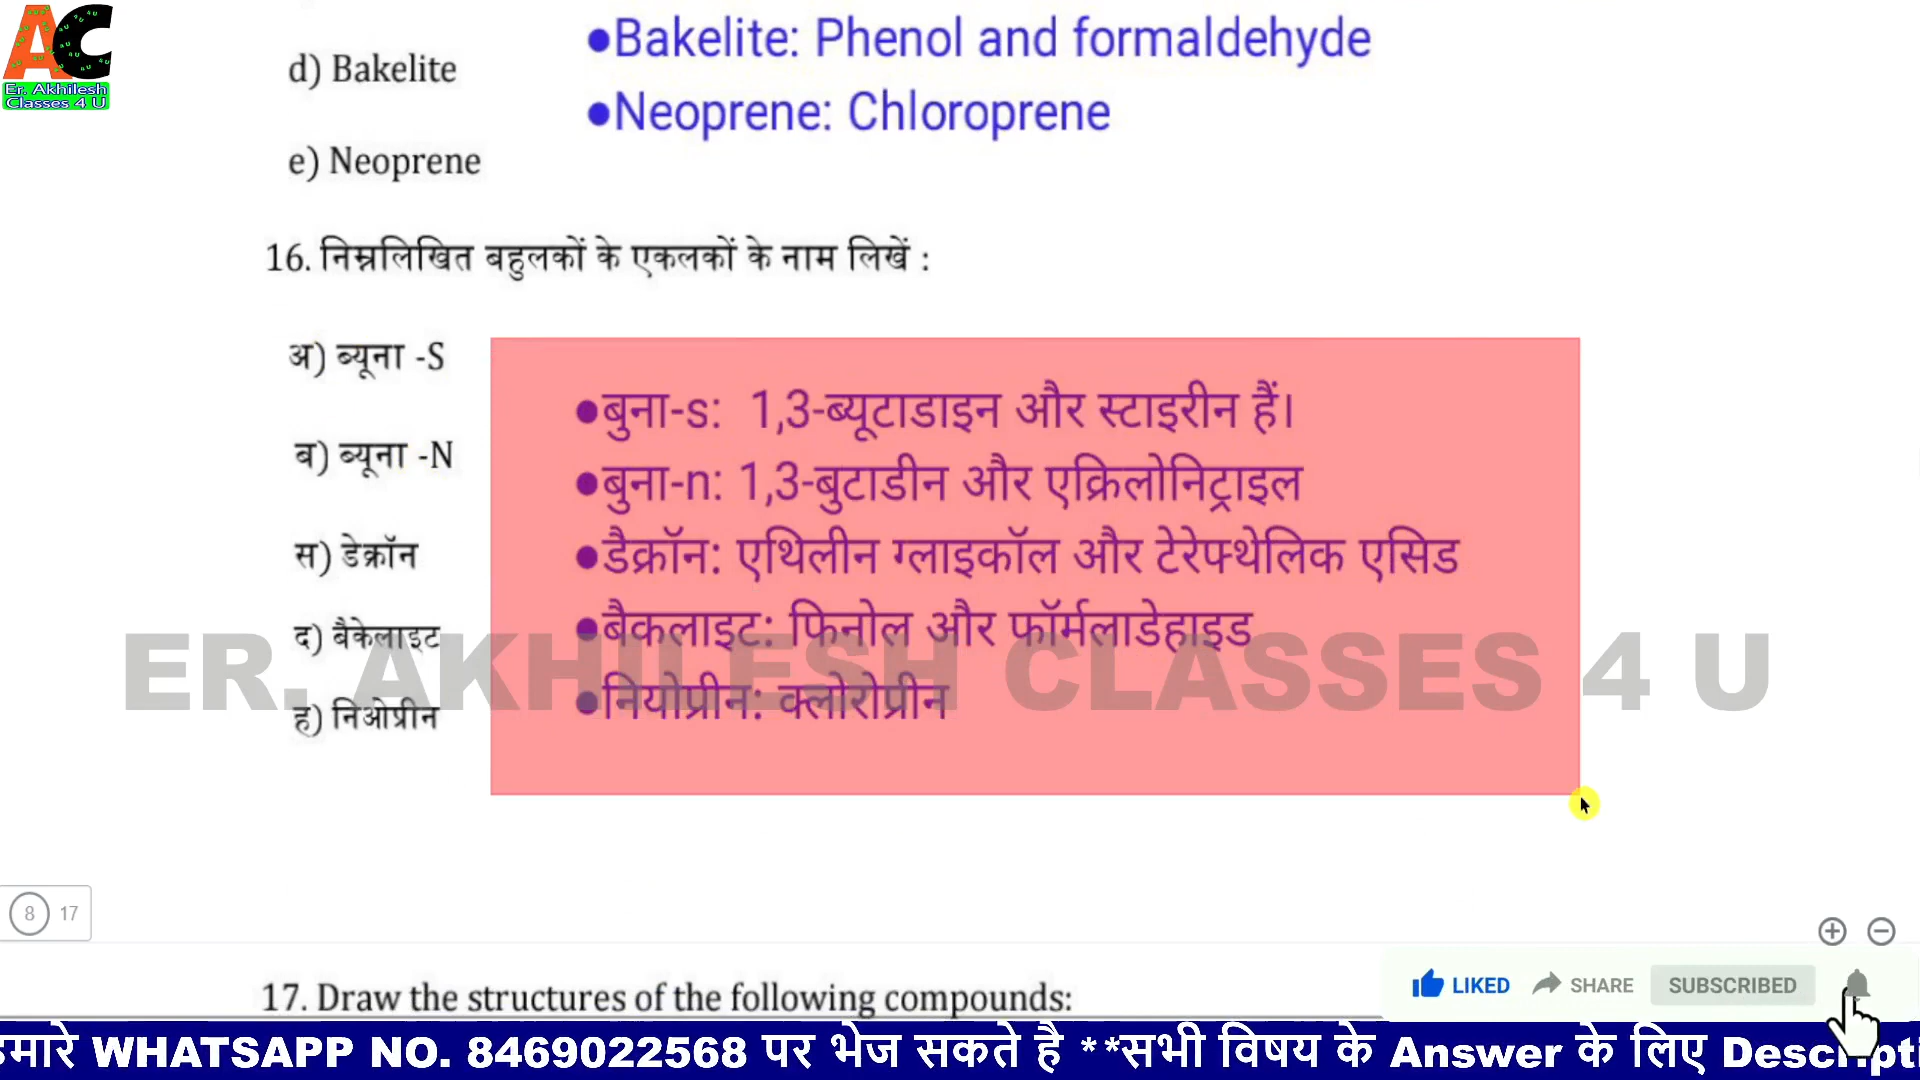 AC
Er. Akhilesh
Classes 4 U
d) Bakelite
●Bakelite: Phenol and formaldehyde
●Neoprene: Chloroprene
e) Neoprene
16. निम्नलिखित बहुलकों के एकलकों के नाम लिखें :
अ) ब्यूना -S
●बुना-s: 1,3-ब्यूटाडाइन और स्टाइरीन हैं।
ब) ब्यूना -N
●बुना-n: 1,3-बुटाडीन और एक्रिलोनिट्राइल
स) डेक्रॉन
●डैक्रॉन: एथिलीन ग्लाइकॉल और टेरेफ्थेलिक एसिड
द) बैकेलाइट
●बैकलाइट: फिनोल और फॉर्मलाडेहाइड
ER. AKHILESH CLASSES 4 U
ह) निओप्रीन
●नियोप्रीन: क्लोरोप्रीन
8 17
17. Draw the structures of the following compounds:
LIKED SHARE SUBSCRIBED
हमारे WHATSAPP NO. 8469022568 पर भेज सकते है **सभी विषय के Answer के लिए Descripti